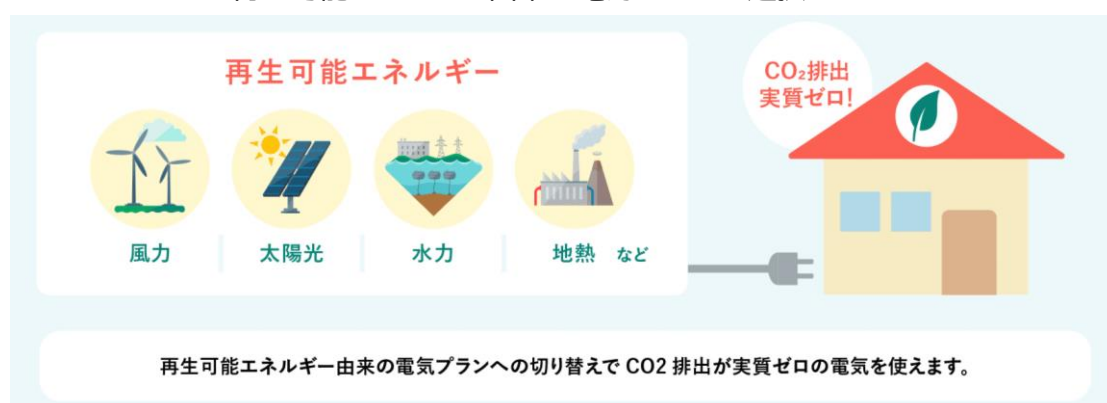 再生可能エネルギー
CO₂排出
実質ゼロ!
風力
太陽光
水力
地熱 など
再生可能エネルギー由来の電気プランへの切り替えで CO2 排出が実質ゼロの電気を使えます。